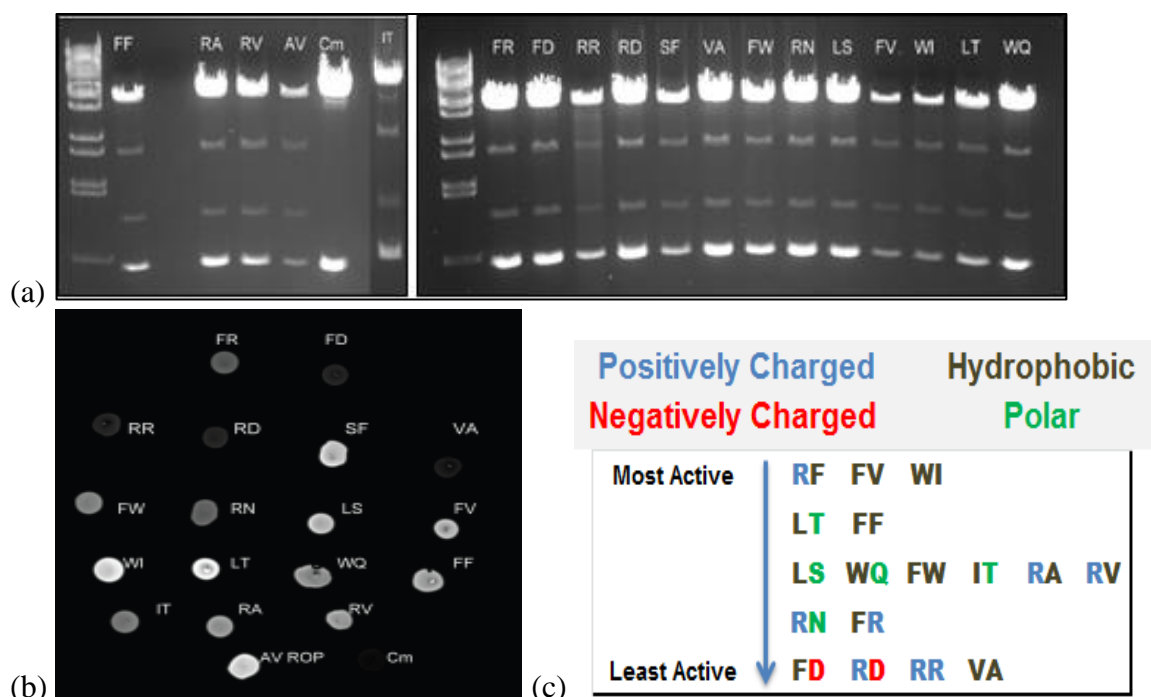 FF RA RV AV Cm IT FR FD RR RD SF VA FW RN LS FV WI LT WQ
(a)
FR FD
RR RD SF VA
FW RN LS FV
WI LT WQ FF
IT RA RV
AV ROP Cm
(b)
Positively Charged Hydrophobic
Negatively Charged Polar
Most Active RF FV WI
LT FF
LS WQ FW IT RA RV
RN FR
Least Active FD RD RR VA
(c)